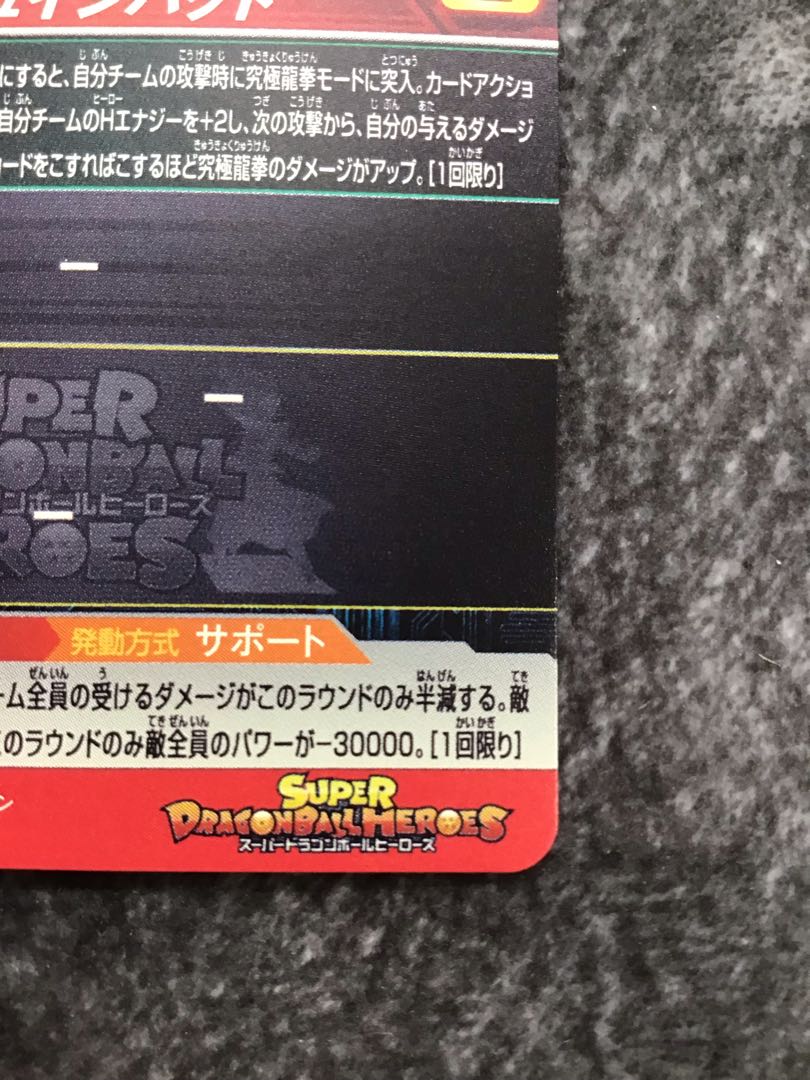 インパクト
にすると、自分チームの攻撃時に究極龍拳モードに突入。カードアクショ
自分チームのHエナジーを+2し、次の攻撃から、自分の与えるダメージ
ードをこすればこするほど究極龍拳のダメージがアップ。[1回限り]
UPER
ONBALL
ンボールヒーローズ
ROES
発動方式 サポート
ーム全員の受けるダメージがこのラウンドのみ半減する。敵
のラウンドのみ敵全員のパワーが-30000。[1回限り]
ン
SUPER
DRAGONBALL HEROES
スーパードラゴンボールヒーローズ